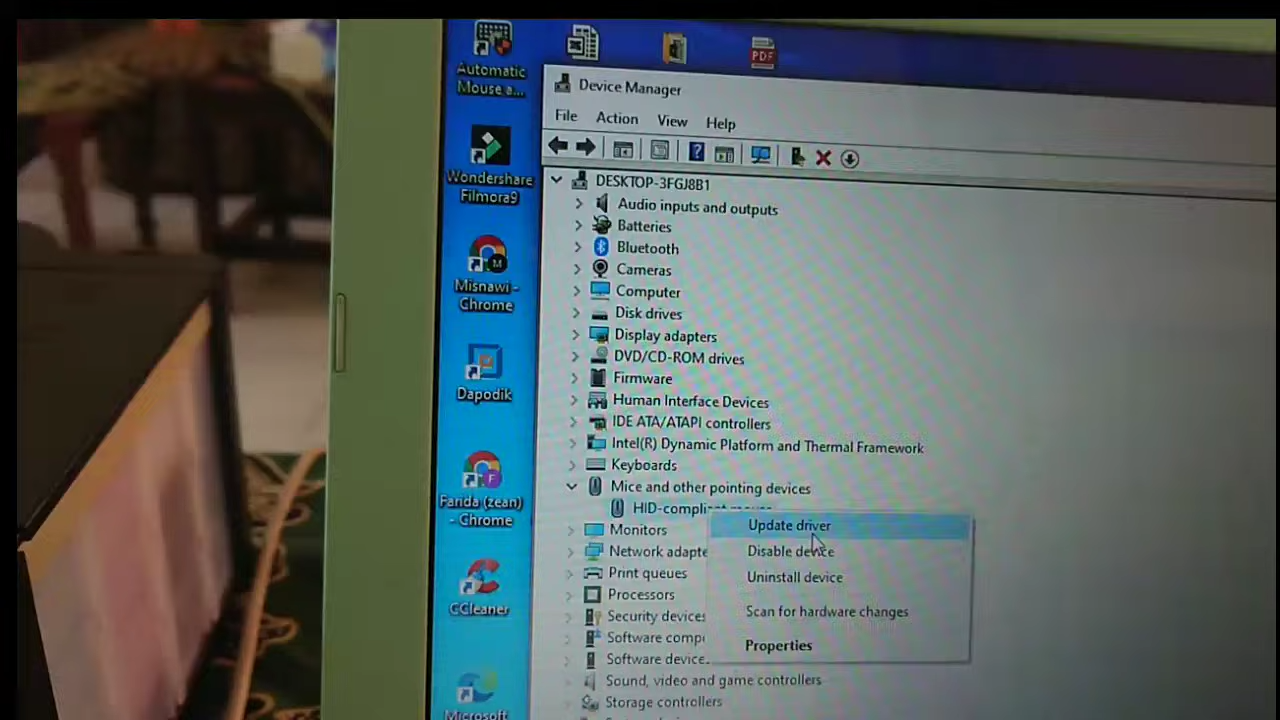 Automatic
Mouse a...
Wondershare
Filmora9
Misnawi -
Chrome
Dapodik
Farida (zean)
- Chrome
CCleaner
Microsoft
PDF
Device Manager
File Action View Help
DESKTOP-3FGJ8B1
Audio inputs and outputs
Batteries
Bluetooth
Cameras
Computer
Disk drives
Display adapters
DVD/CD-ROM drives
Firmware
Human Interface Devices
IDE ATA/ATAPI controllers
Intel(R) Dynamic Platform and Thermal Framework
Keyboards
Mice and other pointing devices
HID-compliant mouse
Monitors
Network adapte
Print queues
Processors
Security devices
Software compo
Software device
Sound, video and game controllers
Storage controllers
Update driver
Disable device
Uninstall device
Scan for hardware changes
Properties